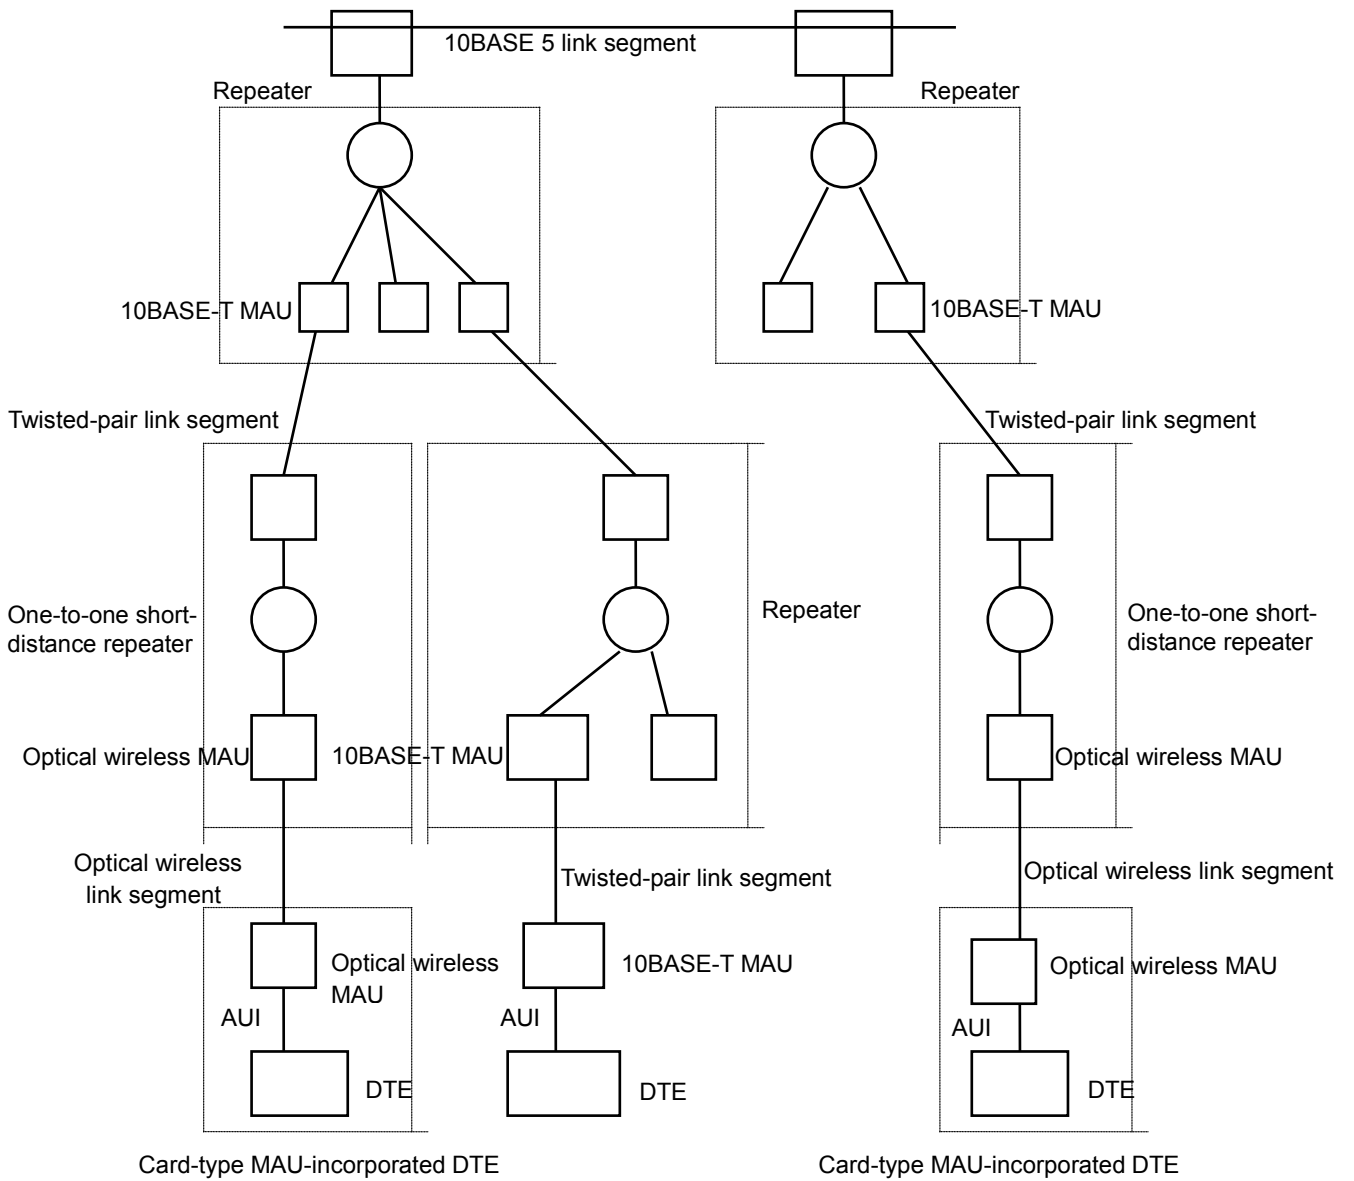 10BASE 5 link segment
Repeater
Repeater
10BASE-T MAU
10BASE-T MAU
Twisted-pair link segment
Twisted-pair link segment
One-to-one short-
distance repeater
Repeater
One-to-one short-
distance repeater
Optical wireless MAU
10BASE-T MAU
Optical wireless MAU
Optical wireless
link segment
Twisted-pair link segment
Optical wireless link segment
Optical wireless
MAU
10BASE-T MAU
Optical wireless MAU
AUI
AUI
AUI
DTE
DTE
DTE
Card-type MAU-incorporated DTE
Card-type MAU-incorporated DTE